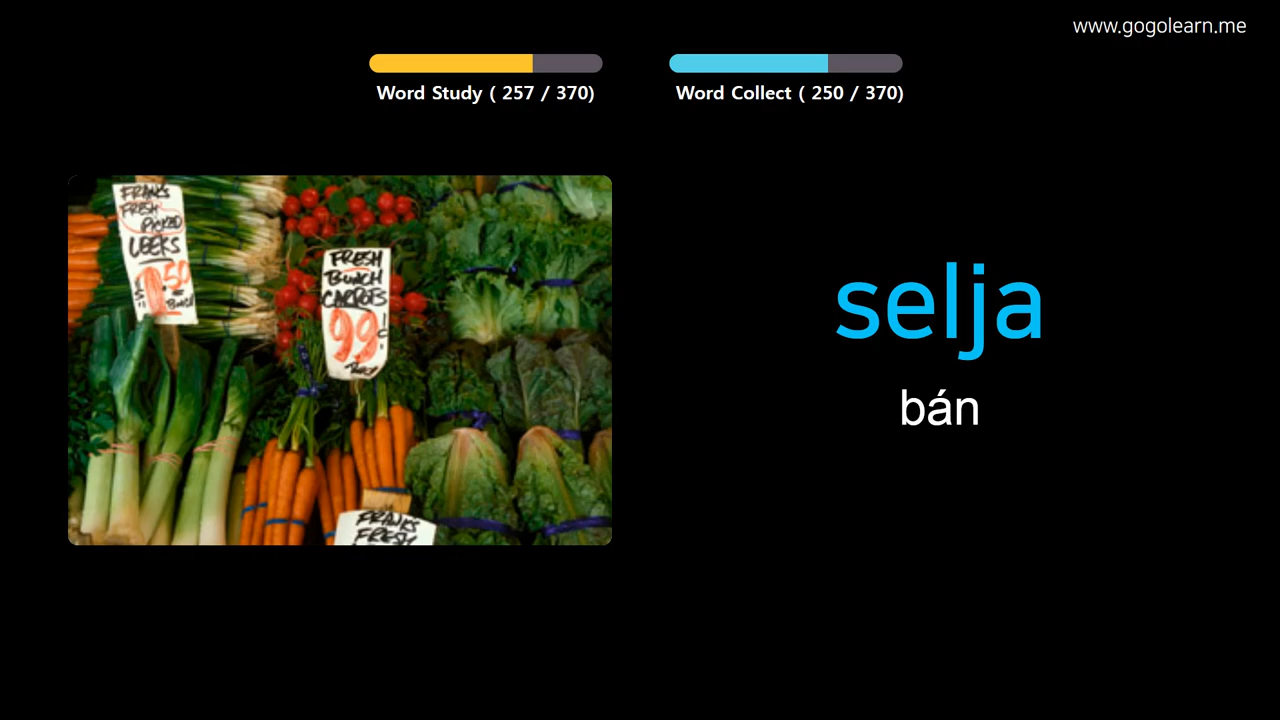 www.gogolearn.me
Word Study ( 257 / 370)
Word Collect ( 250 / 370)
FRANK'S
FRESH
PICKED
LEEKS
FRESH
BUNCH
CARROTS
99
selja
bán
FRANK'S
FRESH